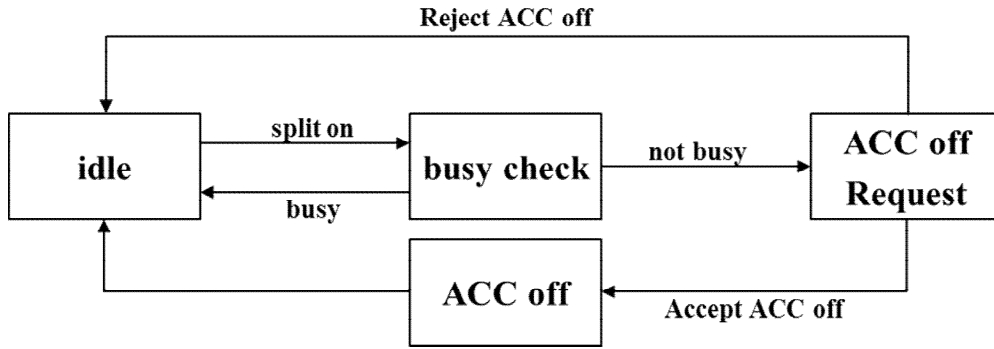 Reject ACC off
idle
split on
busy
busy check
not busy
ACC off
Request
ACC off
Accept ACC off